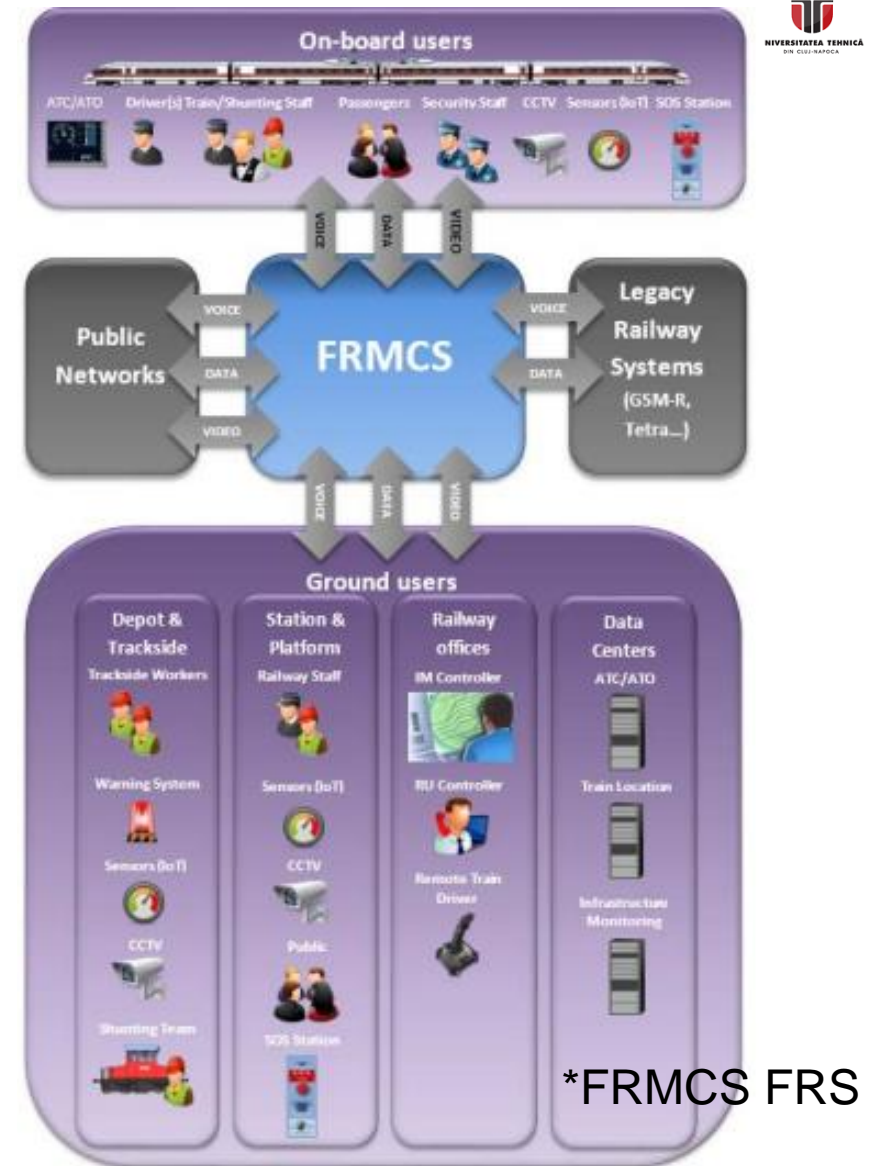 On-board users
NIVERSITATEA TEHNICĂ
DIN CLUJ-NAPOCA
ATC/ATO Driver(s) Train/Shunting Staff Passengers Security Staff CCTV Sensors (IoT) SOS Station
VOICE
DATA
VIDEO
Public
Networks
VOICE
DATA
VIDEO
FRMCS
VOICE
DATA
Legacy
Railway
Systems
(GSM-R,
Tetra...)
VOICE
DATA
VIDEO
Ground users
Depot &
Trackside
Trackside Workers
Warning System
Sensors (IoT)
CCTV
Shunting Team
Station &
Platform
Railway Staff
Sensors (IoT)
CCTV
Public
SOS Station
Railway
offices
IM Controller
RU Controller
Remote Train
Driver
Data
Centers
ATC/ATO
Train Location
Infrastructure
Monitoring
*FRMCS FRS